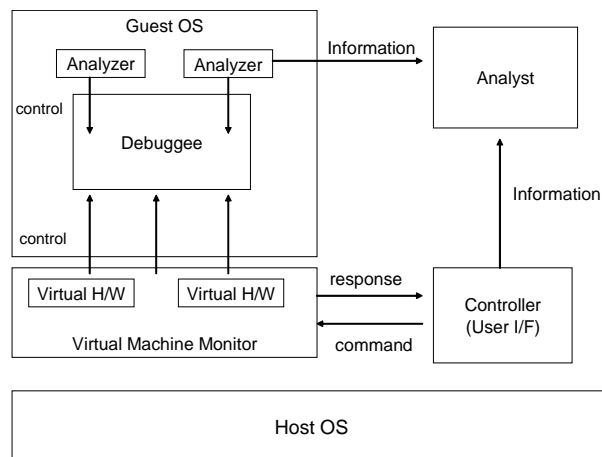 Guest OS
Information
Analyzer
Analyzer
Analyst
control
Debuggee
Information
control
response
Virtual H/W
Virtual H/W
Controller
(User I/F)
Virtual Machine Monitor
command
Host OS